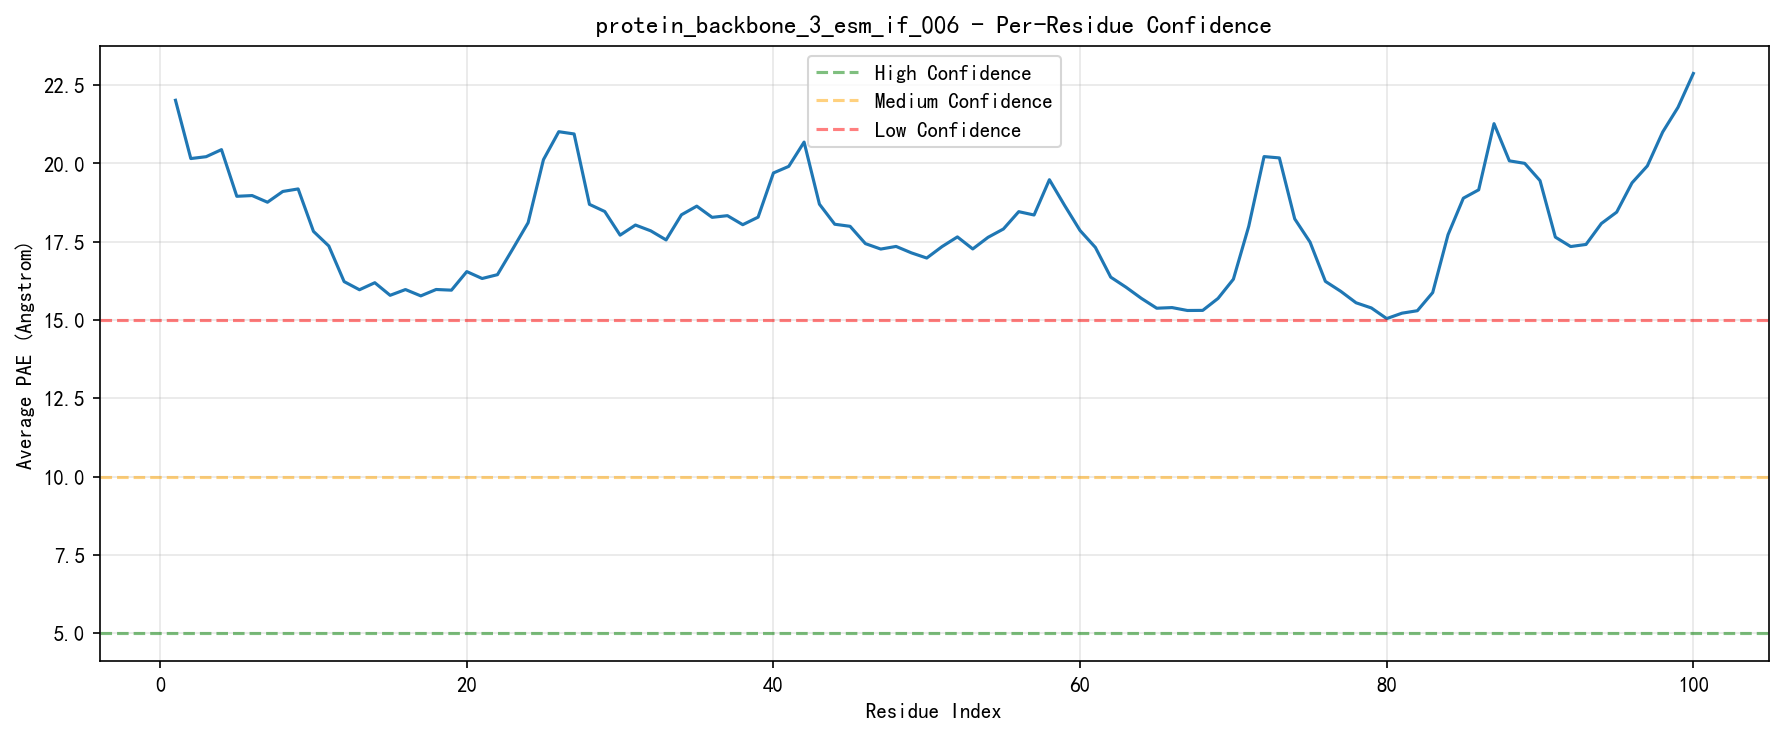 protein_backbone_3_esm_if_006 - Per-Residue Confidence
High Confidence
Medium Confidence
Low Confidence
Average PAE (Angstrom)
22.5
20.0
17.5
15.0
12.5
10.0
7.5
5.0
0 20 40 60 80 100
Residue Index